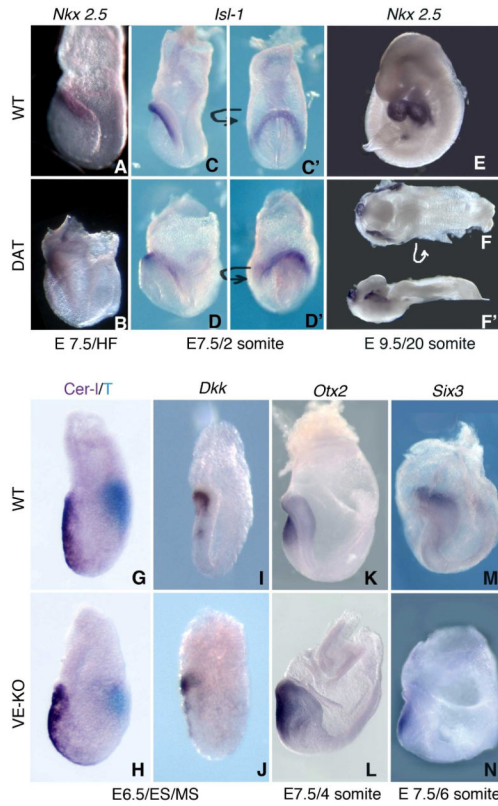 Nkx 2.5 Isl-1 Nkx 2.5
WT
A C C' E
DAT
B D D' F
F'
E 7.5/HF E7.5/2 somite E 9.5/20 somite
Cer-l/T Dkk Otx2 Six3
WT
G I K M
VE-KO
H J L N
E6.5/ES/MS E7.5/4 somite E 7.5/6 somite